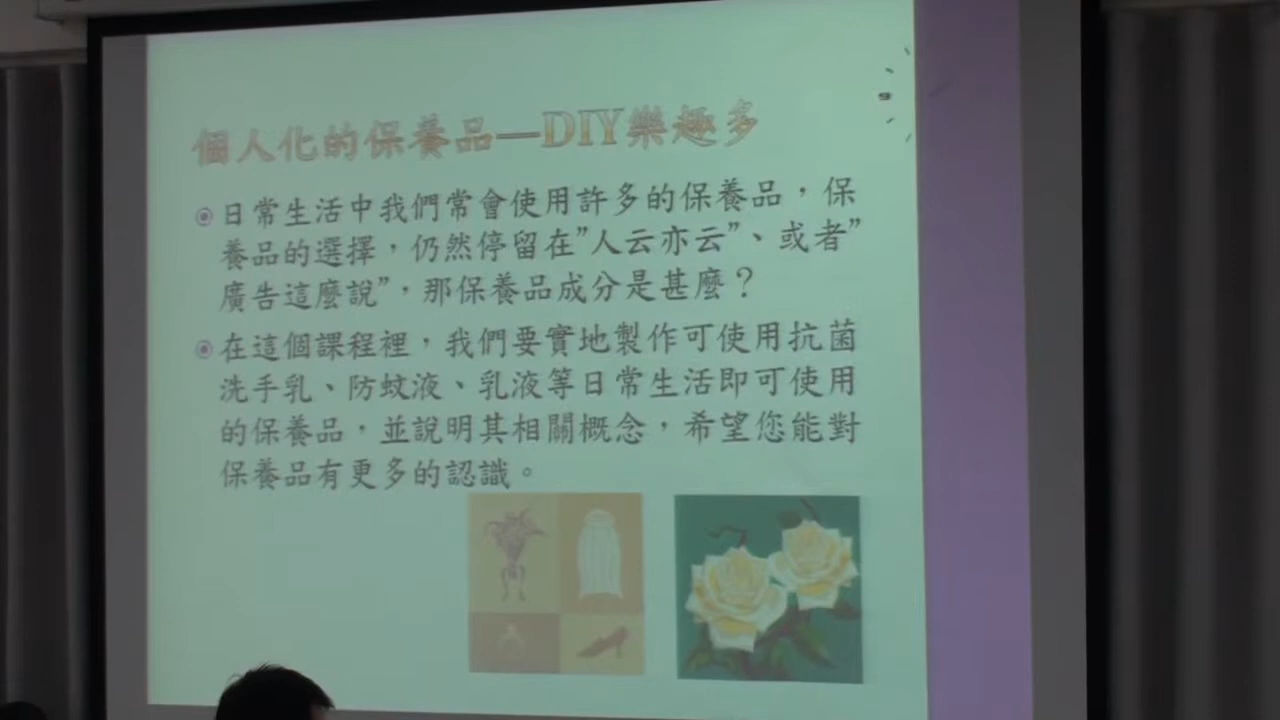 個人化的保養品—DIY樂趣多
日常生活中我們常會使用許多的保養品，保
養品的選擇，仍然停留在”人云亦云”、或者”
廣告這麼說”，那保養品成分是甚麼？
在這個課程裡，我們要實地製作可使用抗菌
洗手乳、防蚊液、乳液等日常生活即可使用
的保養品，並說明其相關概念，希望您能對
保養品有更多的認識。